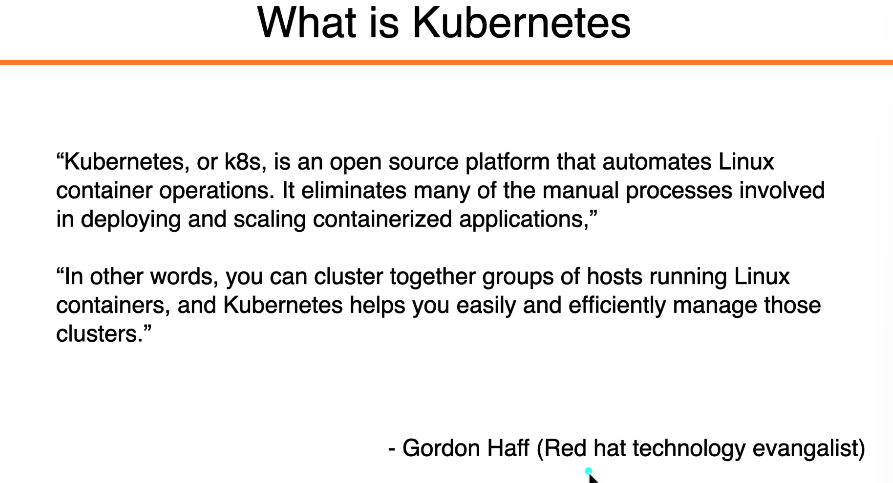 What is Kubernetes
“Kubernetes, or k8s, is an open source platform that automates Linux
container operations. It eliminates many of the manual processes involved
in deploying and scaling containerized applications,”
“In other words, you can cluster together groups of hosts running Linux
containers, and Kubernetes helps you easily and efficiently manage those
clusters.”
- Gordon Haff (Red hat technology evangalist)